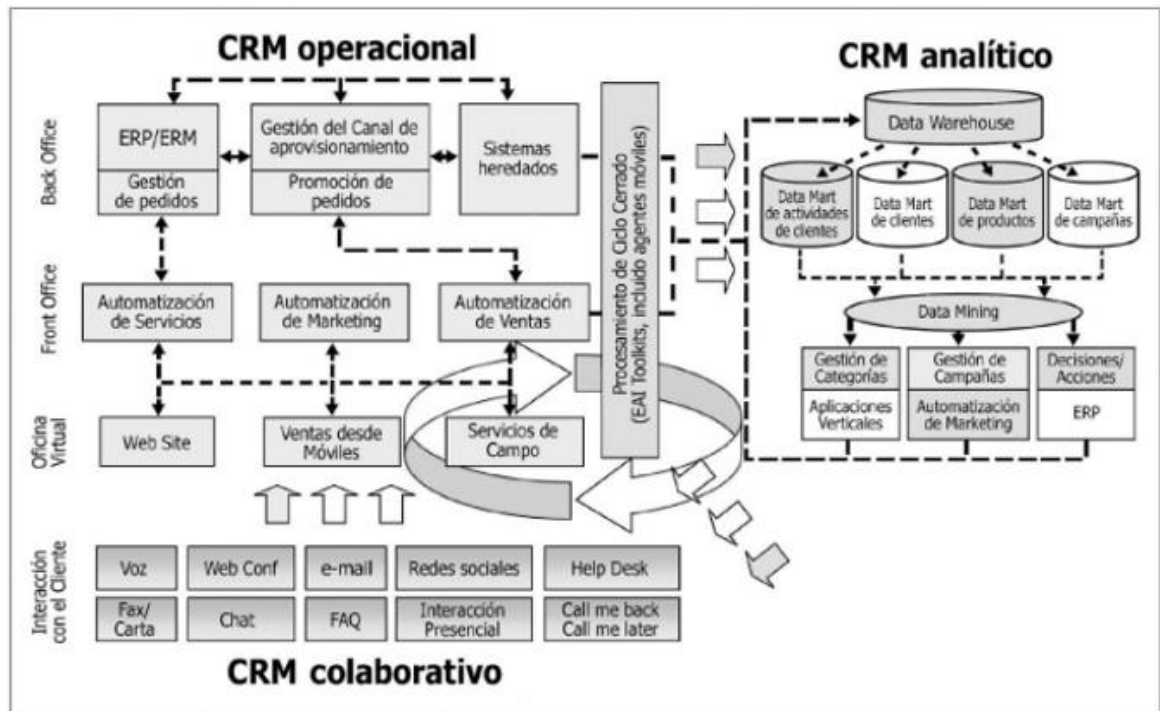 CRM operacional
CRM analítico
Back Office
ERP/ERM
Gestión
de pedidos
Gestión del Canal de
aprovisionamiento
Promoción de
pedidos
Sistemas
heredados
Front Office
Automatización
de Servicios
Automatización
de Marketing
Automatización
de Ventas
Oficina
Virtual
Web Site
Ventas desde
Móviles
Servicios de
Campo
Procesamiento de Ciclo Cerrado
(EAI Toolkits, incluido agentes móviles)
Data Warehouse
Data Mart
de actividades
de clientes
Data Mart
de clientes
Data Mart
de productos
Data Mart
de campañas
Data Mining
Gestión de
Categorías
Aplicaciones
Verticales
Gestión de
Campañas
Automatización
de Marketing
Decisiones/
Acciones
ERP
Interacción
con el Cliente
Voz
Web Conf
e-mail
Redes sociales
Help Desk
Fax/
Carta
Chat
FAQ
Interacción
Presencial
Call me back
Call me later
CRM colaborativo